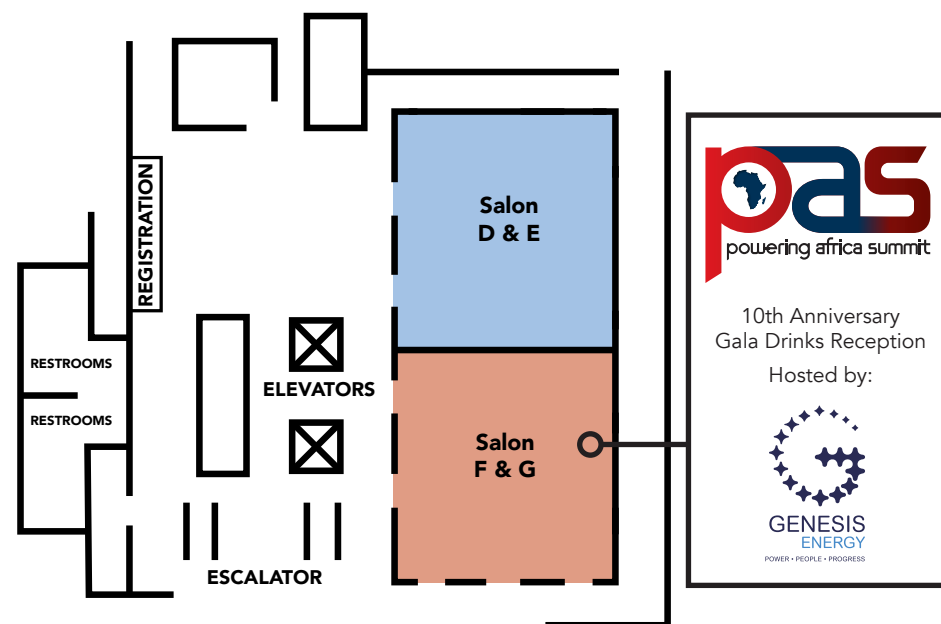 REGISTRATION
RESTROOMS
RESTROOMS
ELEVATORS
ESCALATOR
Salon
D & E
Salon
F & G
pas
powering africa summit
10th Anniversary
Gala Drinks Reception
Hosted by:
GENESIS
ENERGY
POWER • PEOPLE • PROGRESS